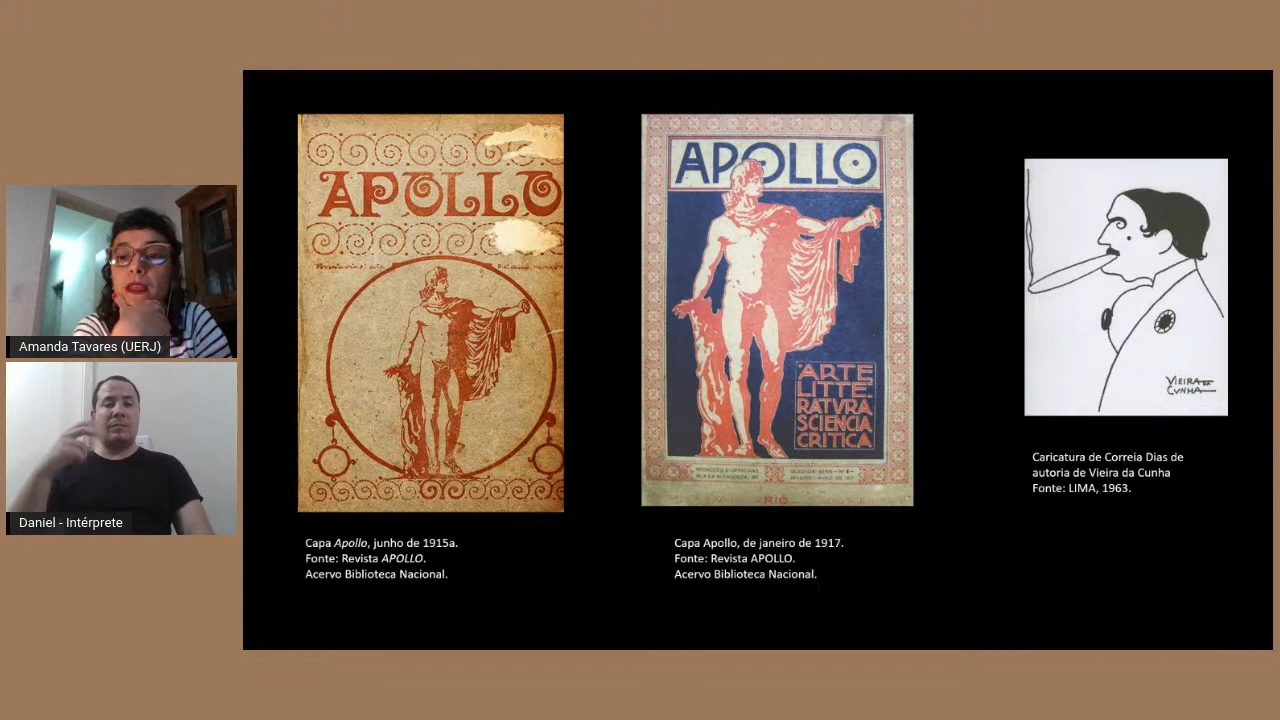 Amanda Tavares (UERJ)
Daniel - Intérprete
APOLLO
Capa Apollo, junho de 1915a.
Fonte: Revista APOLLO.
Acervo Biblioteca Nacional.
APOLLO
ARTE
LITTE-
RATVRA
SCIENCIA
CRITICA
-RIO-
Capa Apollo, de janeiro de 1917.
Fonte: Revista APOLLO.
Acervo Biblioteca Nacional.
VIEIRA DA
CVNHA
Caricatura de Correia Dias de
autoria de Vieira da Cunha
Fonte: LIMA, 1963.